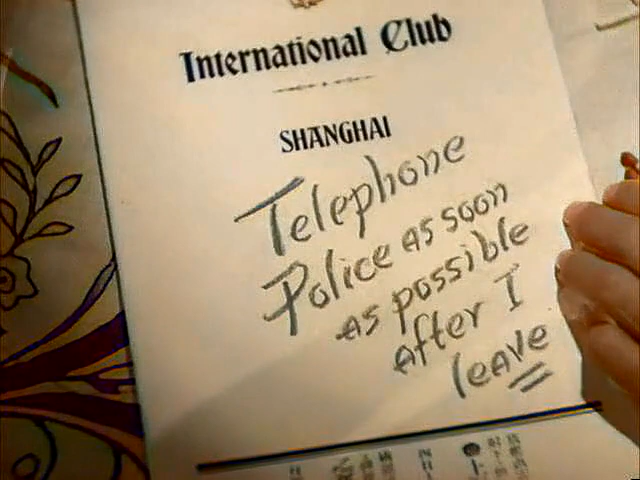 International Club
SHANGHAI
Telephone
Police as soon
as possible
after I
leave